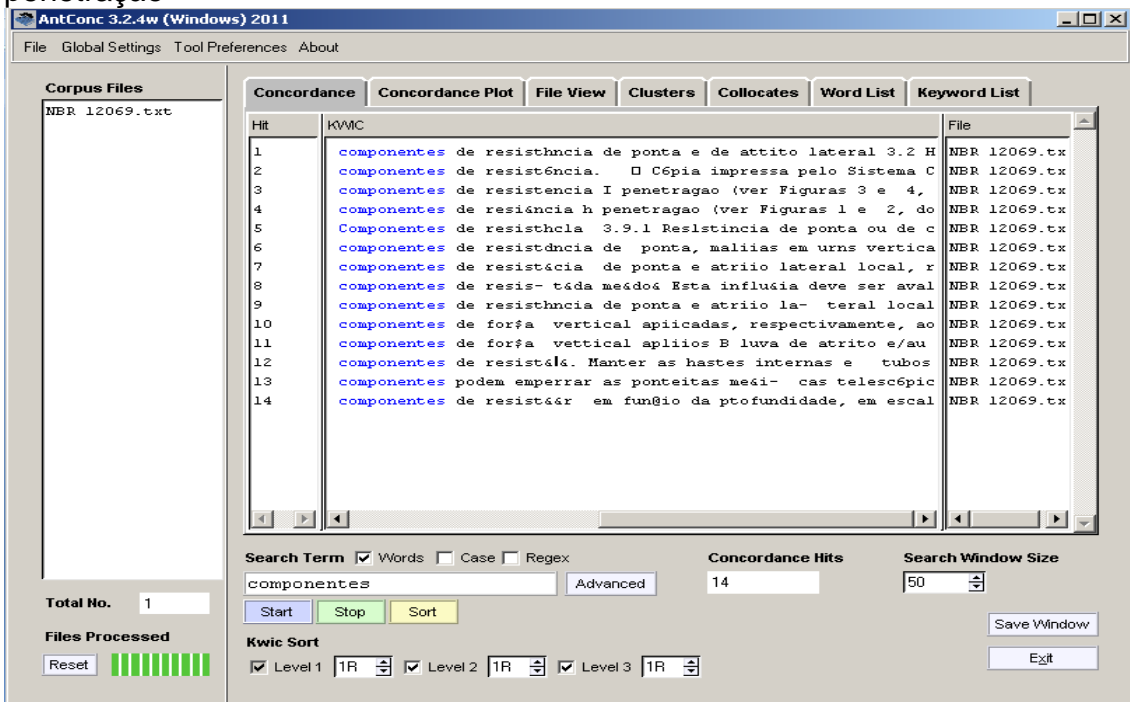 penetração
AntConc 3.2.4w (Windows) 2011
File Global Settings Tool Preferences About
Corpus Files
NBR 12069.txt
Concordance Concordance Plot File View Clusters Collocates Word List Keyword List
Hit KWIC File
1 componentes de resisthncia de ponta e de attito lateral 3.2 H NBR 12069.tx
2 componentes de resist6ncia. □ C6pia impressa pelo Sistema C NBR 12069.tx
3 componentes de resistencia I penetragao (ver Figuras 3 e 4, NBR 12069.tx
4 componentes de resi&ncia h penetragao (ver Figuras l e 2, do NBR 12069.tx
5 Componentes de resisthcla 3.9.1 Reslstincia de ponta ou de c NBR 12069.tx
6 componentes de resistdncia de ponta, maliias em urns vertica NBR 12069.tx
7 componentes de resist&cia de ponta e atriio lateral local, r NBR 12069.tx
8 componentes de resis- t&da me&do& Esta influ&ia deve ser aval NBR 12069.tx
9 componentes de resisthncia de ponta e atriio la- teral local NBR 12069.tx
10 componentes de for$a vertical apiicadas, respectivamente, ao NBR 12069.tx
11 componentes de for$a vettical apliios B luva de atrito e/au NBR 12069.tx
12 componentes de resist&l&. Manter as hastes internas e tubos NBR 12069.tx
13 componentes podem emperrar as ponteitas me&i- cas telesc6pic NBR 12069.tx
14 componentes de resist&&r em fun@io da ptofundidade, em escal NBR 12069.tx
Search Term Words Case Regex Concordance Hits Search Window Size
componentes Advanced 14 50
Total No. 1
Start Stop Sort
Save Window
Files Processed
Kwic Sort
Reset Level 1 1R Level 2 1R Level 3 1R
Exit